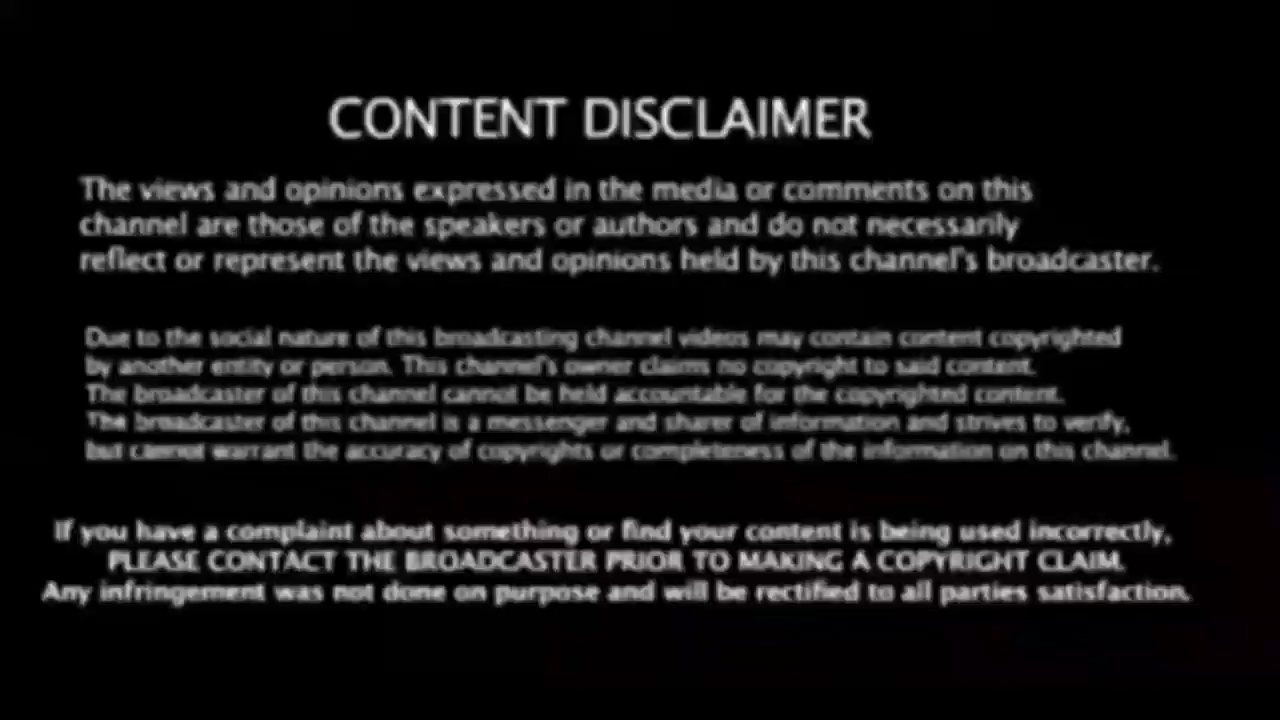 CONTENT DISCLAIMER
The views and opinions expressed in the media or comments on this
channel are those of the speakers or authors and do not necessarily
reflect or represent the views and opinions held by this channel's broadcaster.
Due to the social nature of this broadcasting channel videos may contain content copyrighted
by another entity or person. This channel's owner claims no copyright to said content.
The broadcaster of this channel cannot be held accountable for the copyrighted content.
The broadcaster of this channel is a messenger and sharer of information and strives to verify,
but cannot warrant the accuracy of copyrights or completeness of the information on this channel.
If you have a complaint about something or find your content is being used incorrectly,
PLEASE CONTACT THE BROADCASTER PRIOR TO MAKING A COPYRIGHT CLAIM.
Any infringement was not done on purpose and will be rectified to all parties satisfaction.